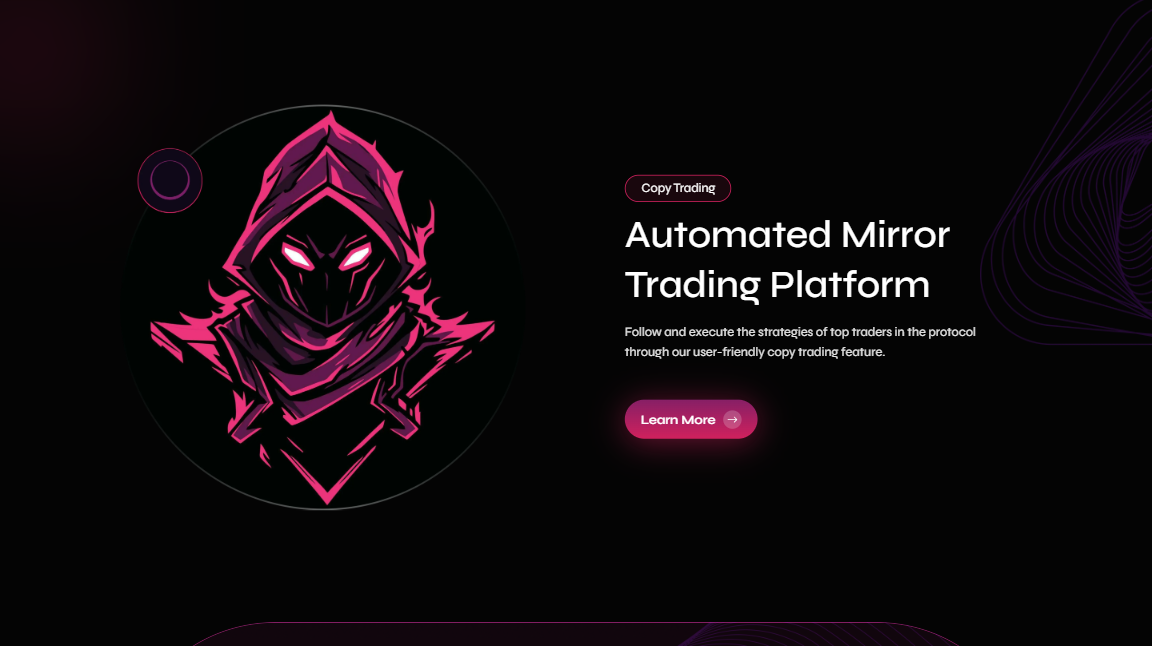 Copy Trading
Automated Mirror
Trading Platform
Follow and execute the strategies of top traders in the protocol
through our user-friendly copy trading feature.
Learn More